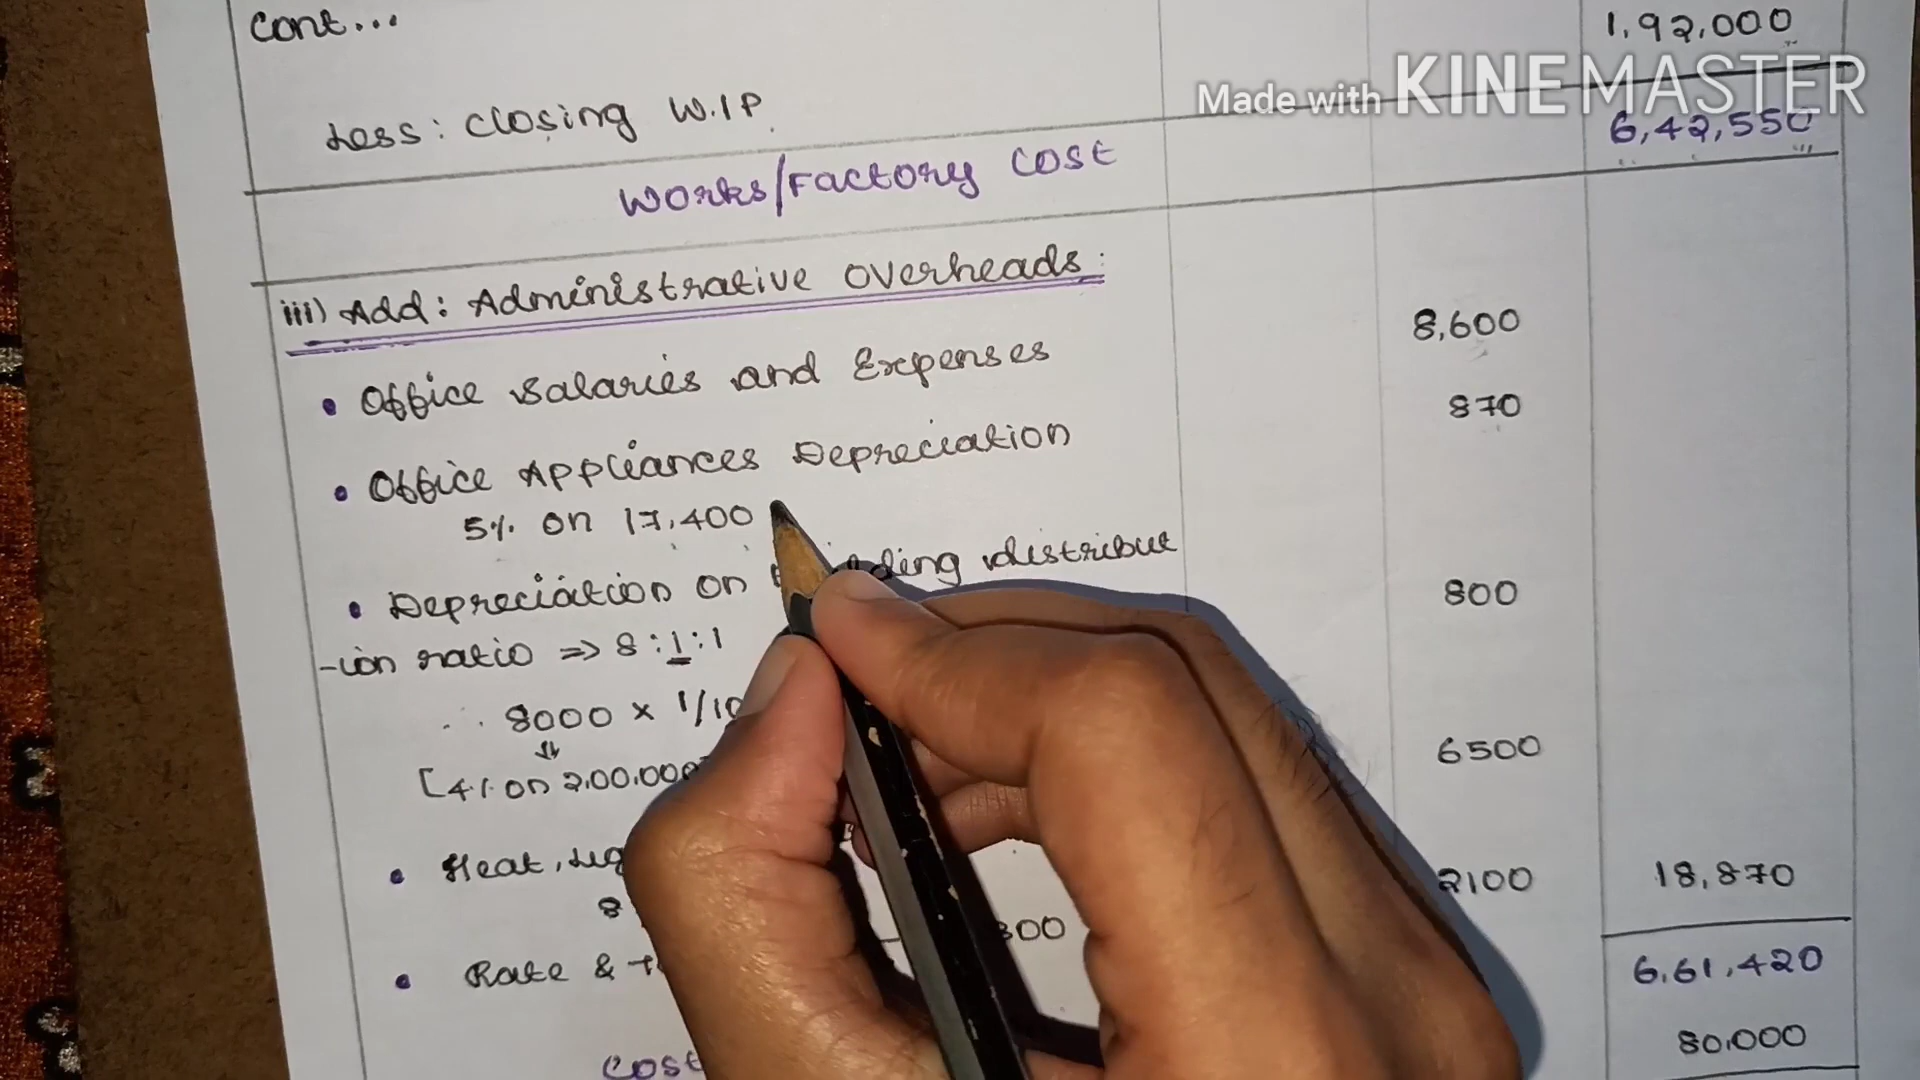 Cont...
1,92,000
Made with KINEMASTER
Less: closing W.I.P.
6,42,550
Works/Factory Cost
iii) Add: Administrative Overheads:
• Office Salaries and Expenses 8,600
• Office Appliances Depreciation 870
5% on 17,400
• Depreciation on distribut
-ion ratio => 8:1:1 800
∴ 8000 x 1/10
[4% on 2,00,000 6500
• Heat,
8
2100 18,870
• Rate &
6,61,420
80,000